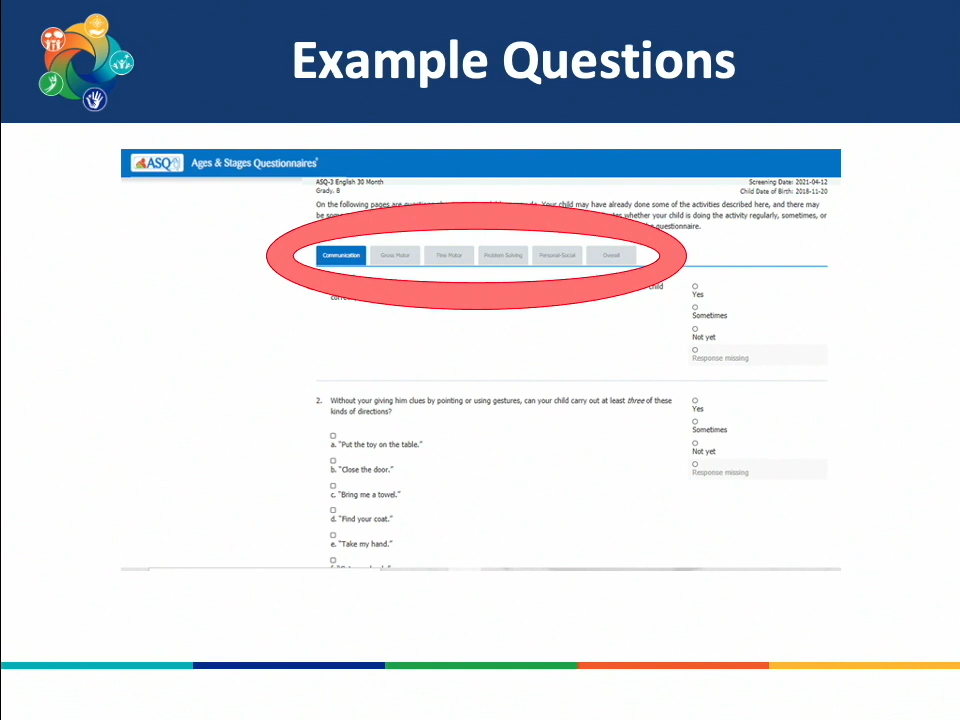 Example Questions
ASQ
Ages & Stages Questionnaires®
ASQ-3 English 30 Month
Screening Date: 2021-04-12
Grady, B
Child Date of Birth: 2018-11-20
On the following pages are questions do. Your child may have already done some of the activities described here, and there may
be some whether your child is doing the activity regularly, sometimes, or
questionnaire.
Communication
Gross Motor
Fine Motor
Problem Solving
Personal-Social
Overall
child
Yes
Sometimes
Not yet
Response missing
2. Without your giving him clues by pointing or using gestures, can your child carry out at least three of these
kinds of directions?
Yes
Sometimes
Not yet
Response missing
a. "Put the toy on the table."
b. "Close the door."
c. "Bring me a towel."
d. "Find your coat."
e. "Take my hand."